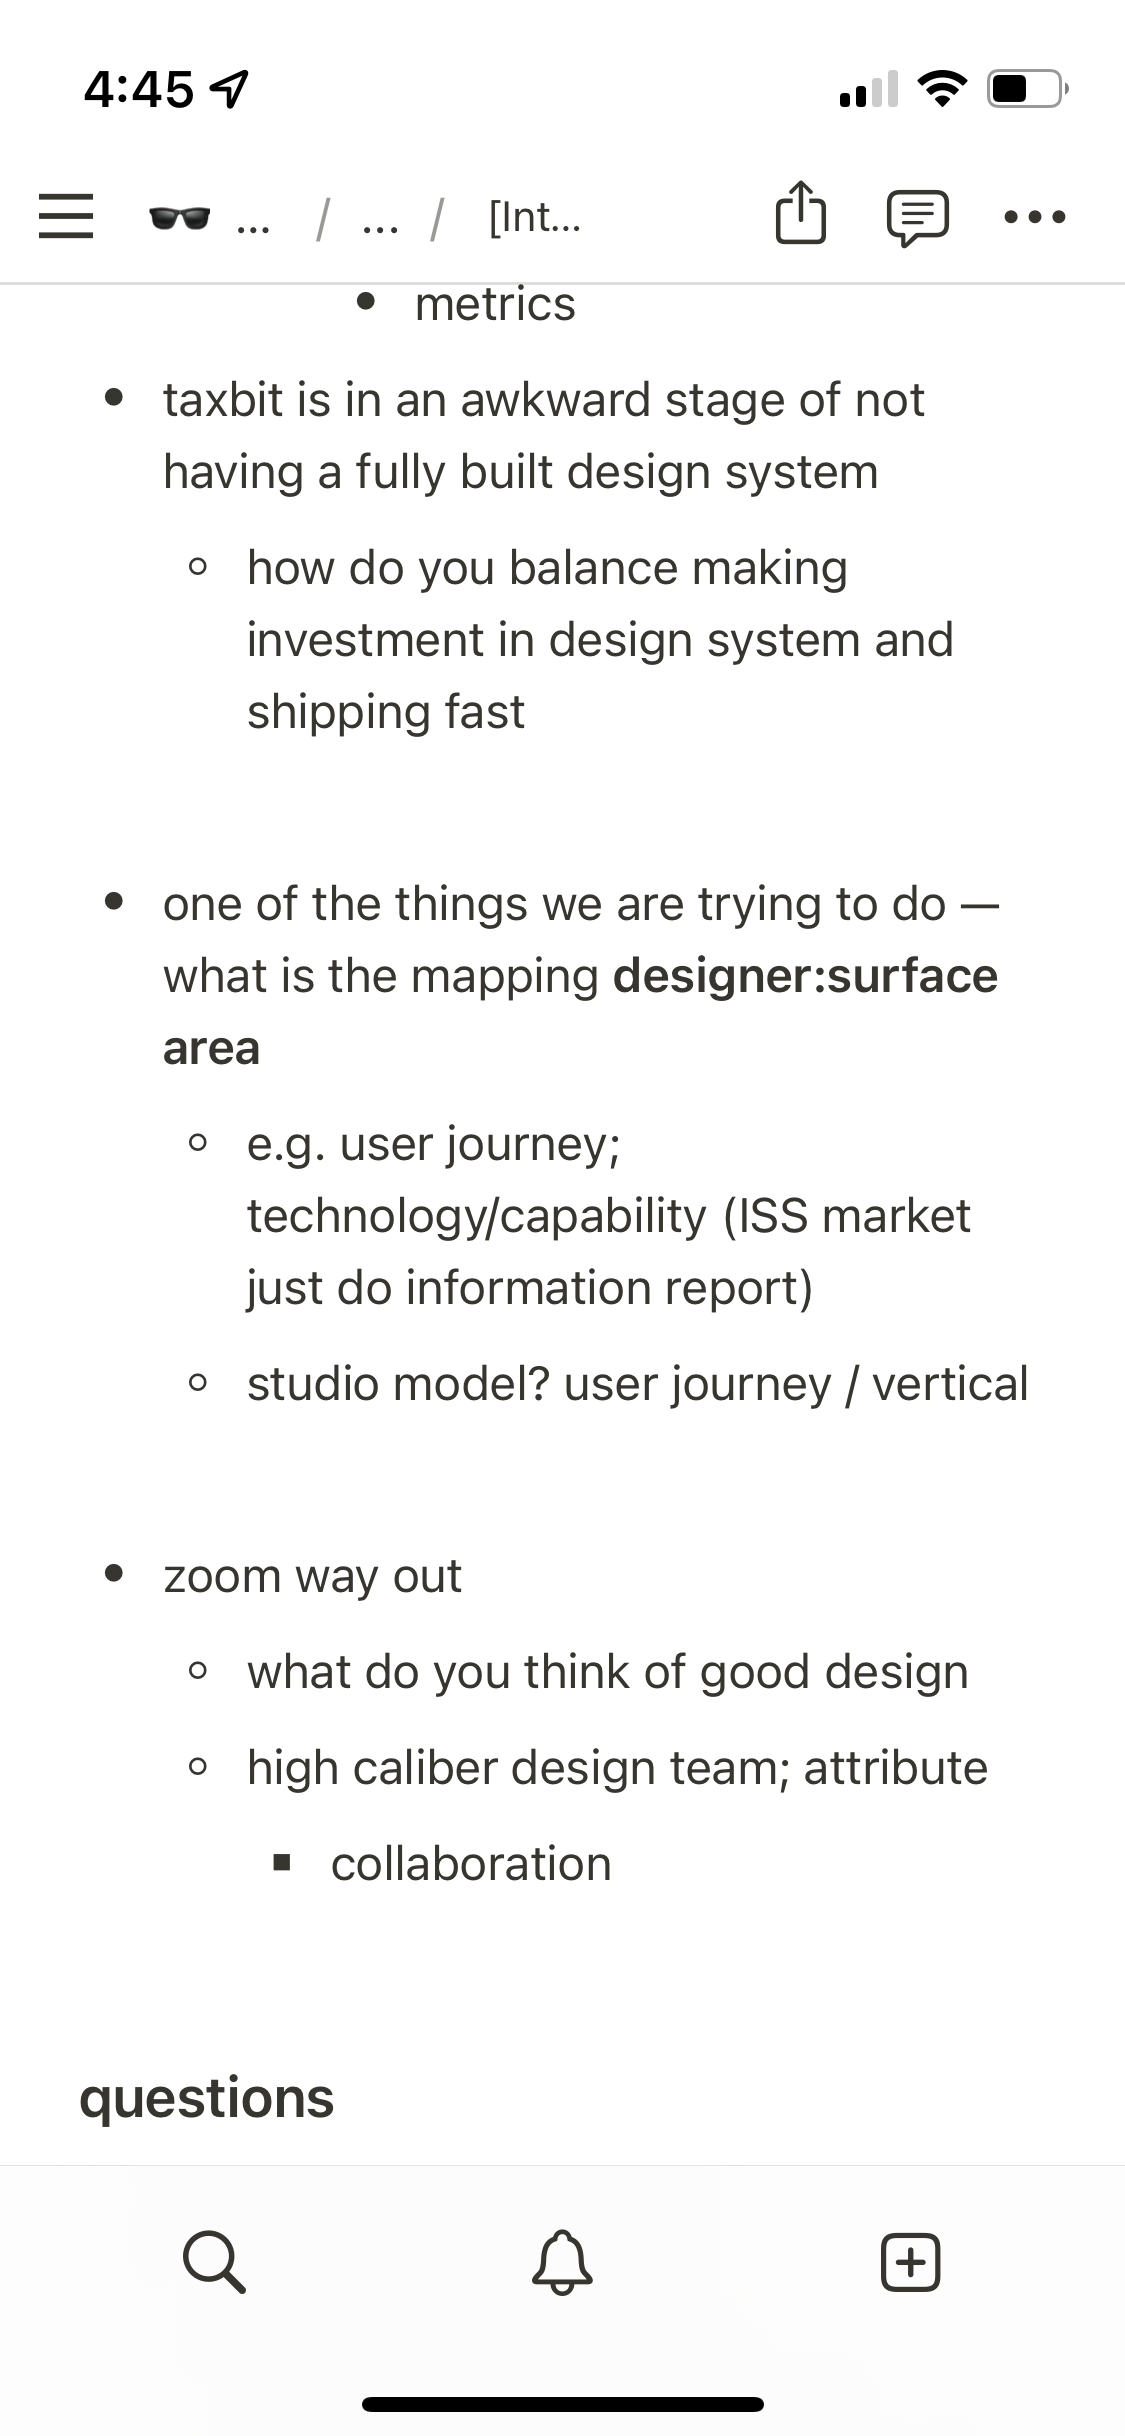 4:45
... / ... / [Int...
metrics
taxbit is in an awkward stage of not
having a fully built design system
how do you balance making
investment in design system and
shipping fast
one of the things we are trying to do —
what is the mapping designer:surface
area
e.g. user journey;
technology/capability (ISS market
just do information report)
studio model? user journey / vertical
zoom way out
what do you think of good design
high caliber design team; attribute
collaboration
questions